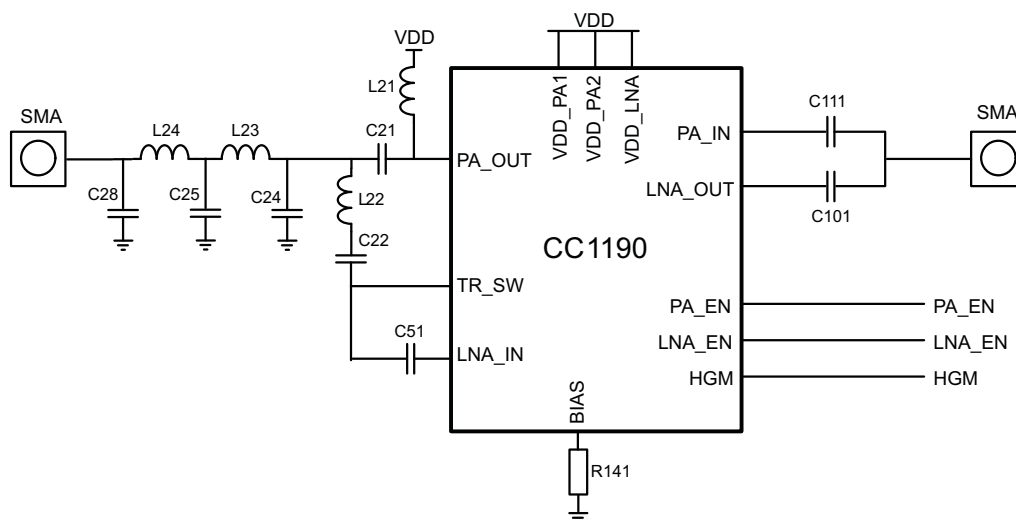 VDD
VDD
L21
SMA
L24
L23
C21
C28
C25
C24
L22
C22
C51
PA_OUT
TR_SW
LNA_IN
VDD_PA1
VDD_PA2
VDD_LNA
CC1190
PA_IN
LNA_OUT
PA_EN
LNA_EN
HGM
BIAS
R141
C111
C101
SMA
PA_EN
LNA_EN
HGM